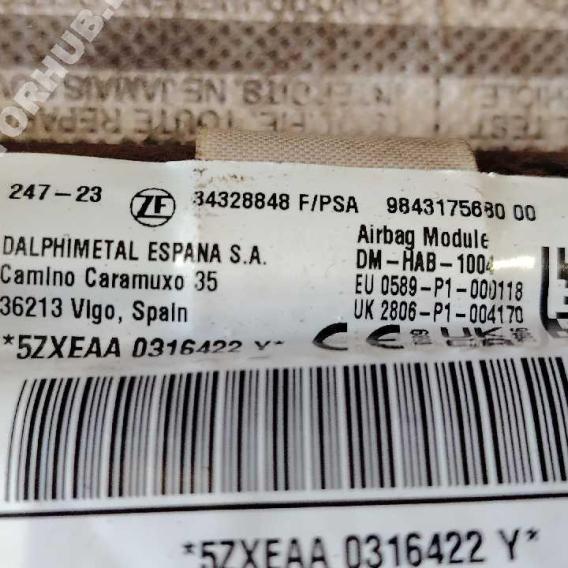 247-23 ZF 34328848 F/PSA 9843175680 00
DALPHIMETAL ESPANA S.A.
Camino Caramuxo 35
36213 Vigo, Spain
Airbag Module
DM-HAB-1004
EU 0589-P1-000118
UK 2806-P1-004170
*5ZXEAA 0316422 Y*
*5ZXEAA 0316422 Y*